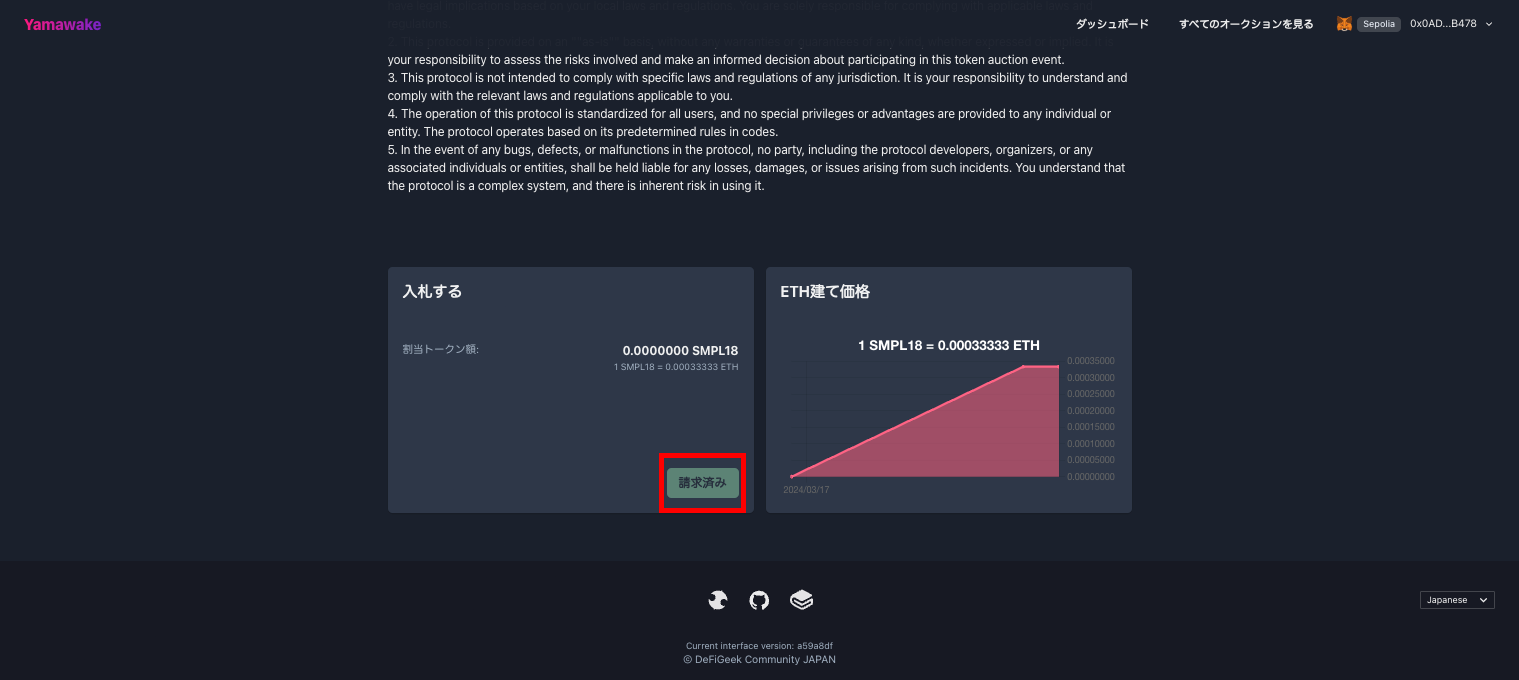 Yamawake
ダッシュボード
すべてのオークションを見る
Sepolia
0x0AD...B478
your responsibility to assess the risks involved and make an informed decision about participating in this token auction event.
3. This protocol is not intended to comply with specific laws and regulations of any jurisdiction. It is your responsibility to understand and
comply with the relevant laws and regulations applicable to you.
4. The operation of this protocol is standardized for all users, and no special privileges or advantages are provided to any individual or
entity. The protocol operates based on its predetermined rules in codes.
5. In the event of any bugs, defects, or malfunctions in the protocol, no party, including the protocol developers, organizers, or any
associated individuals or entities, shall be held liable for any losses, damages, or issues arising from such incidents. You understand that
the protocol is a complex system, and there is inherent risk in using it.
入札する
割当トークン額:
0.0000000 SMPL18
1 SMPL18 = 0.00033333 ETH
請求済み
ETH建て価格
1 SMPL18 = 0.00033333 ETH
0.00035000
0.00030000
0.00025000
0.00020000
0.00015000
0.00010000
0.00005000
0.00000000
2024/03/17
Japanese
Current interface version: a59a8df
© DeFiGeek Community JAPAN